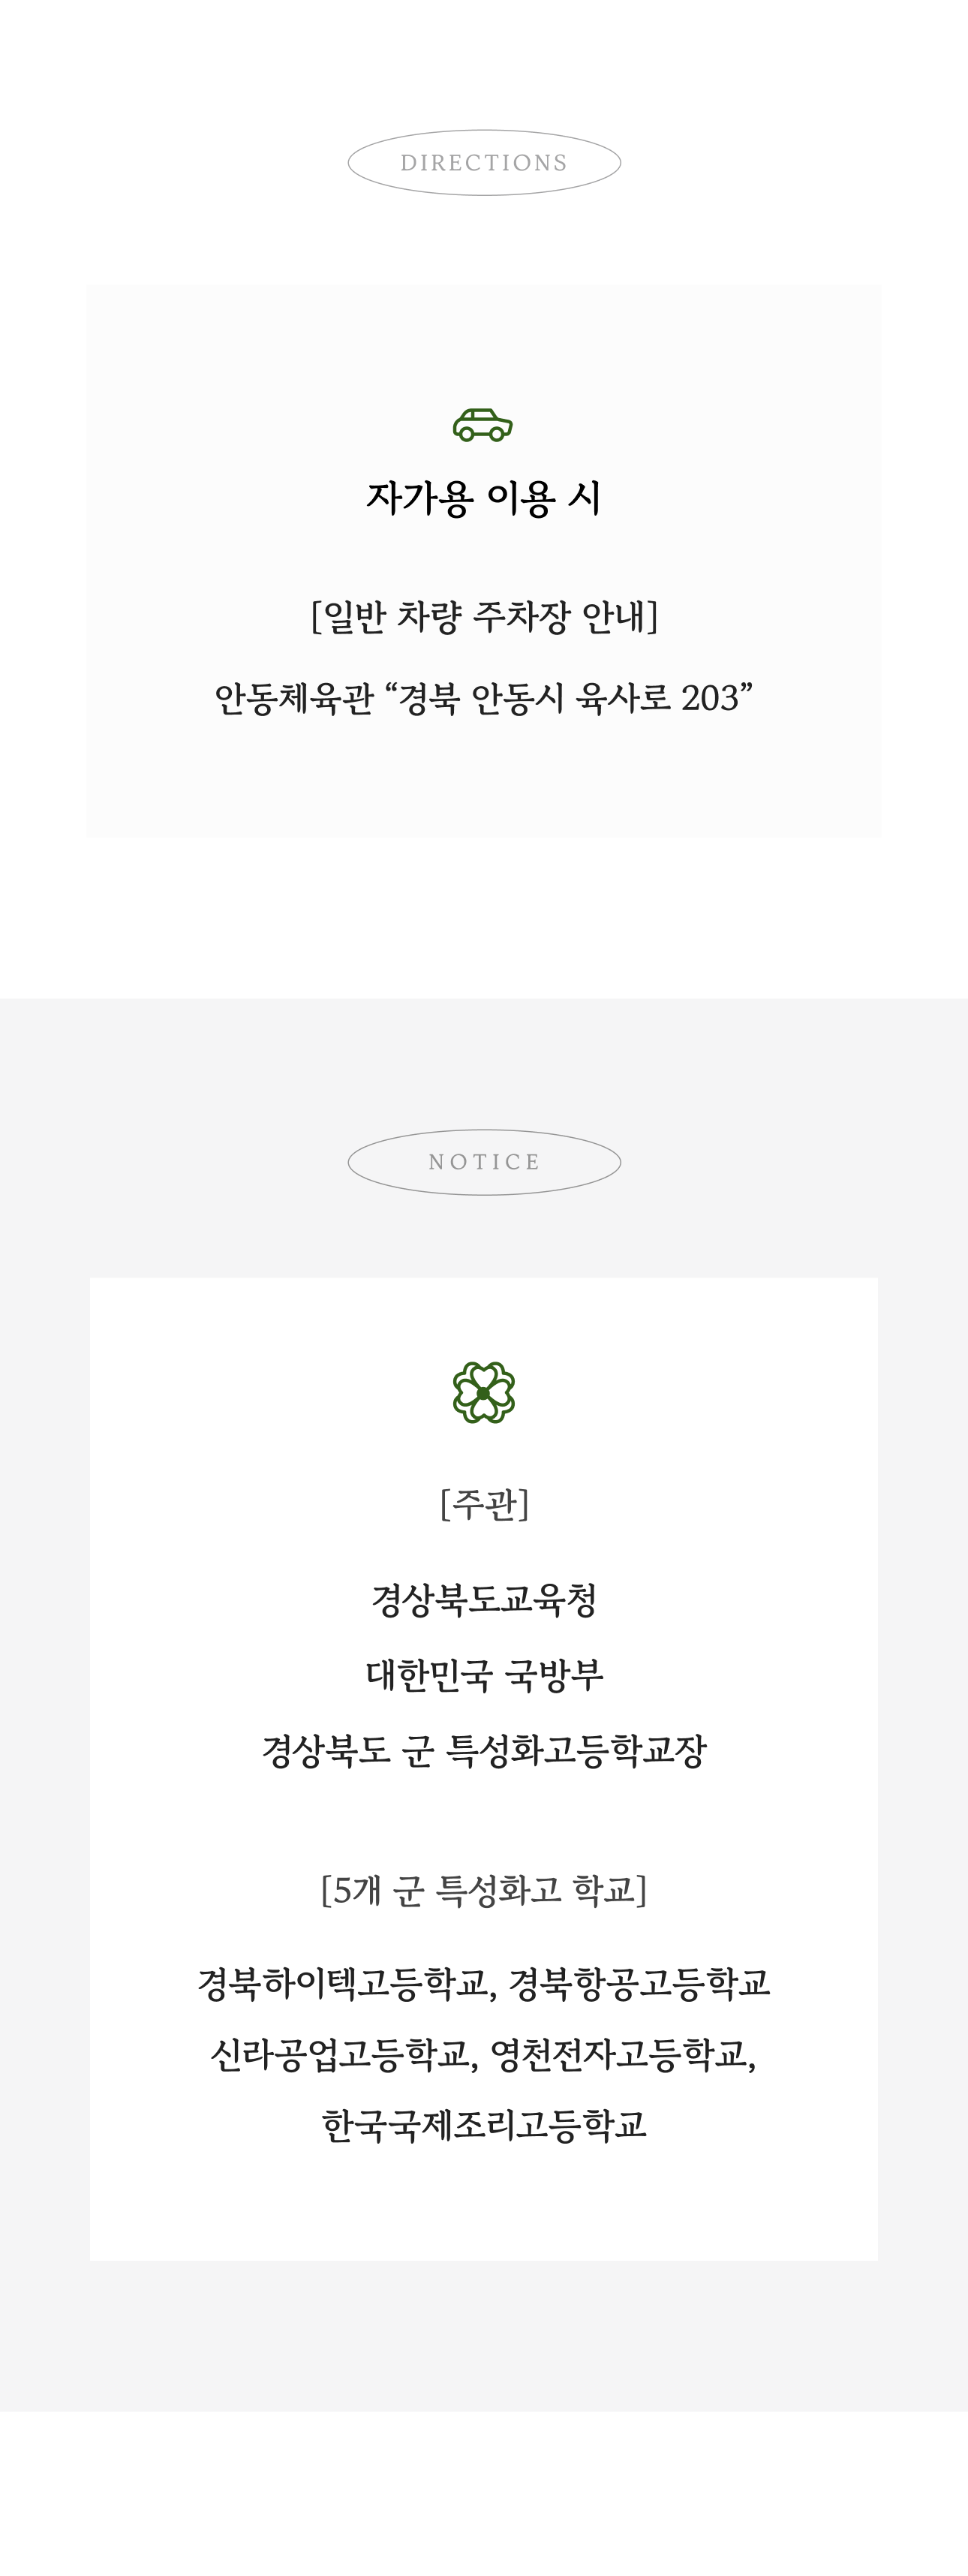 DIRECTIONS
자가용 이용 시
[일반 차량 주차장 안내]
안동체육관 “경북 안동시 육사로 203”
NOTICE
[주관]
경상북도교육청
대한민국 국방부
경상북도 군 특성화고등학교장
[5개 군 특성화고 학교]
경북하이텍고등학교, 경북항공고등학교
신라공업고등학교, 영천전자고등학교,
한국국제조리고등학교